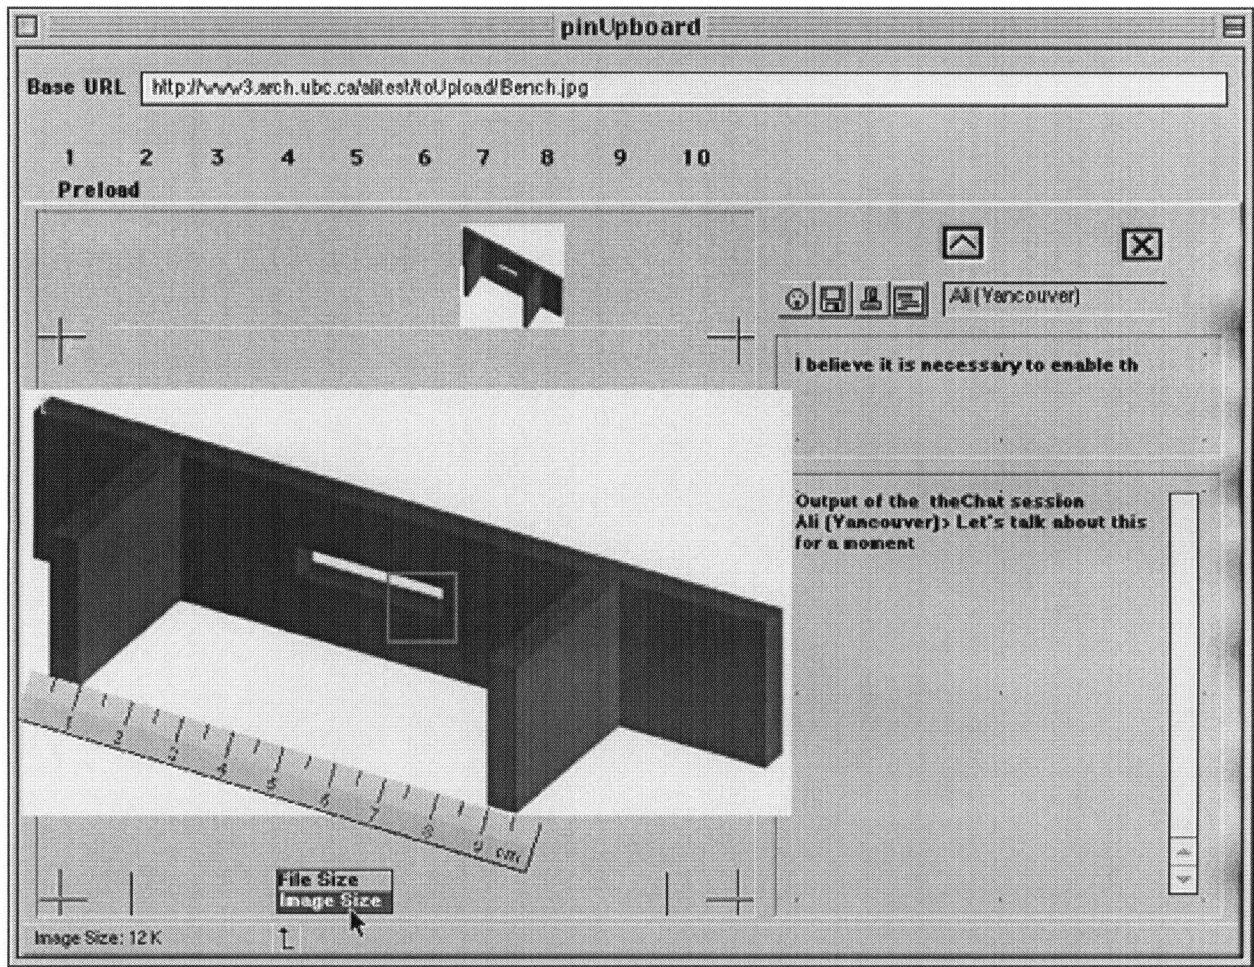 pinUpboard
Base URL http://www3.arch.ubc.ca/alitest/toUpload/Bench.jpg
1 2 3 4 5 6 7 8 9 10
Preload
Ali (Vancouver)
I believe it is necessary to enable th
Output of the theChat session
Ali (Vancouver)> Let's talk about this
for a moment
1 2 3 4 5 6 7 8 9 cm
File Size
Image Size
Image Size: 12 K